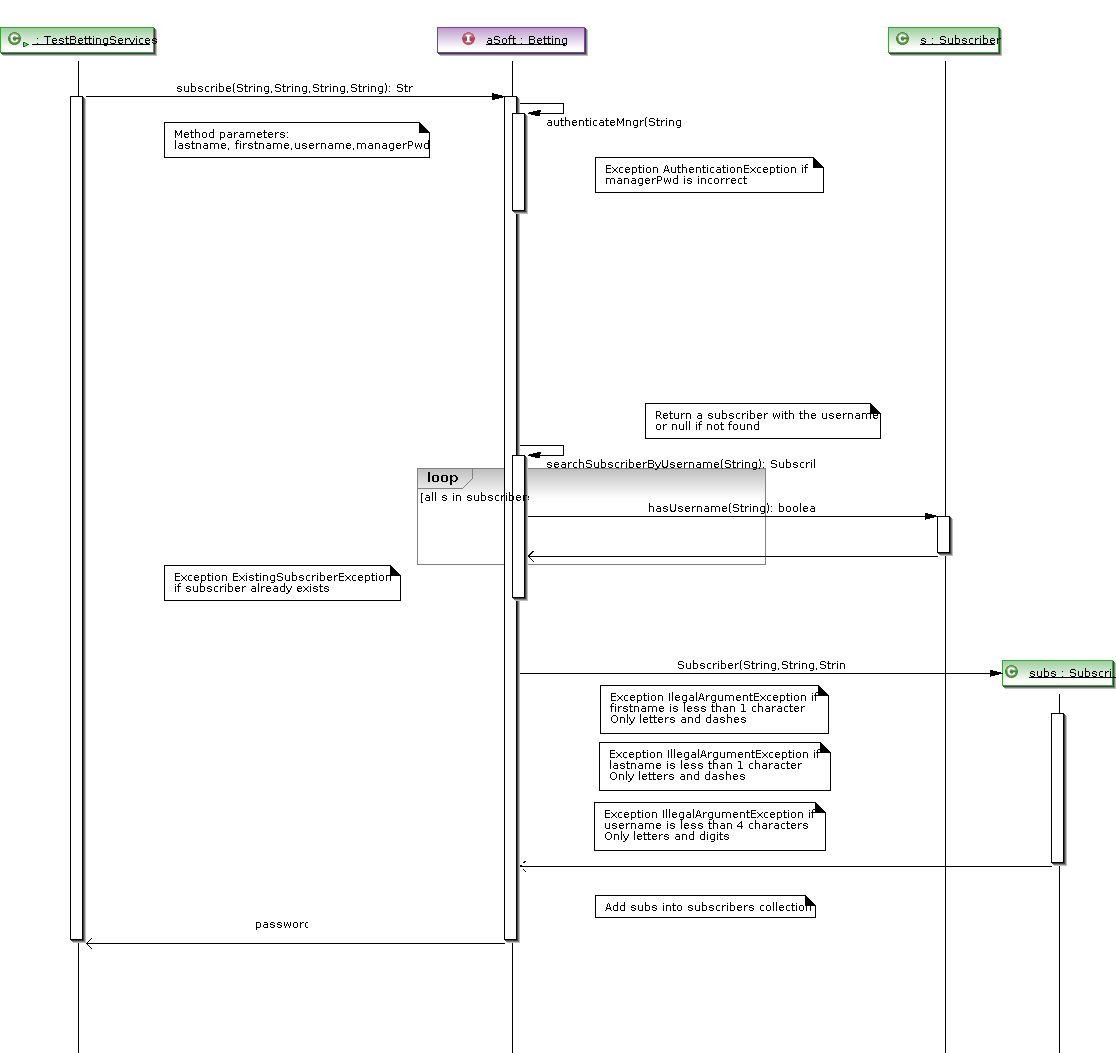 : TestBettingServices
aSoft : Betting
s : Subscriber
subscribe(String,String,String,String): Str
authenticateMngr(String
Method parameters:
lastname, firstname,username,managerPwd
Exception AuthenticationException if
managerPwd is incorrect
Return a subscriber with the username
or null if not found
searchSubscriberByUsername(String): Subscril
loop
[all s in subscribers
hasUsername(String): boolea
Exception ExistingSubscriberException
if subscriber already exists
Subscriber(String,String,Strin
subs : Subscri
Exception IlegalArgumentException if
firstname is less than 1 character
Only letters and dashes
Exception IllegalArgumentException if
lastname is less than 1 character
Only letters and dashes
Exception IllegalArgumentException if
username is less than 4 characters
Only letters and digits
Add subs into subscribers collection
password